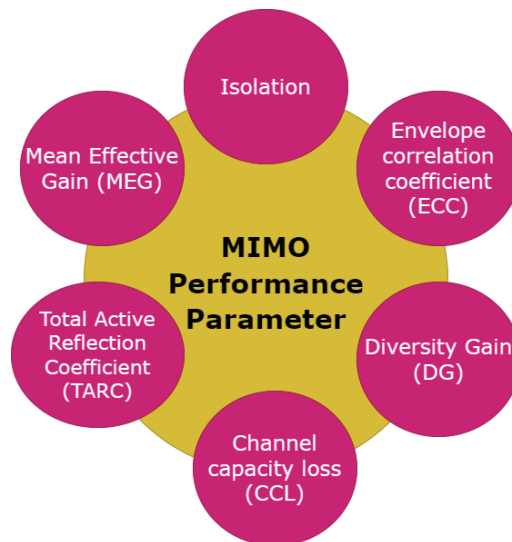 Isolation
Envelope
correlation
coefficient
(ECC)
Mean Effective
Gain (MEG)
MIMO
Performance
Parameter
Total Active
Reflection
Coefficient
(TARC)
Diversity Gain
(DG)
Channel
capacity loss
(CCL)